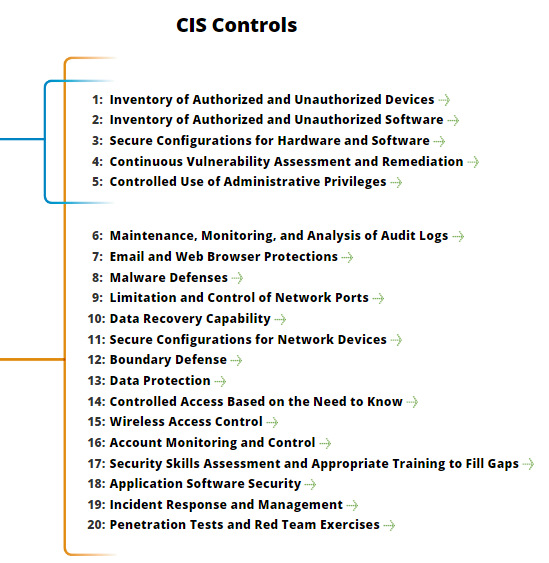 CIS Controls
1: Inventory of Authorized and Unauthorized Devices
2: Inventory of Authorized and Unauthorized Software
3: Secure Configurations for Hardware and Software
4: Continuous Vulnerability Assessment and Remediation
5: Controlled Use of Administrative Privileges
6: Maintenance, Monitoring, and Analysis of Audit Logs
7: Email and Web Browser Protections
8: Malware Defenses
9: Limitation and Control of Network Ports
10: Data Recovery Capability
11: Secure Configurations for Network Devices
12: Boundary Defense
13: Data Protection
14: Controlled Access Based on the Need to Know
15: Wireless Access Control
16: Account Monitoring and Control
17: Security Skills Assessment and Appropriate Training to Fill Gaps
18: Application Software Security
19: Incident Response and Management
20: Penetration Tests and Red Team Exercises